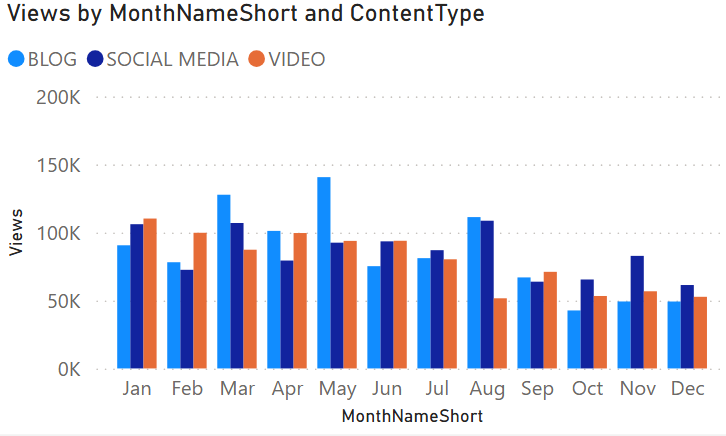 Views by MonthNameShort and ContentType
BLOG SOCIAL MEDIA VIDEO
200K
150K
100K
50K
0K
Views
Jan Feb Mar Apr May Jun Jul Aug Sep Oct Nov Dec
MonthNameShort